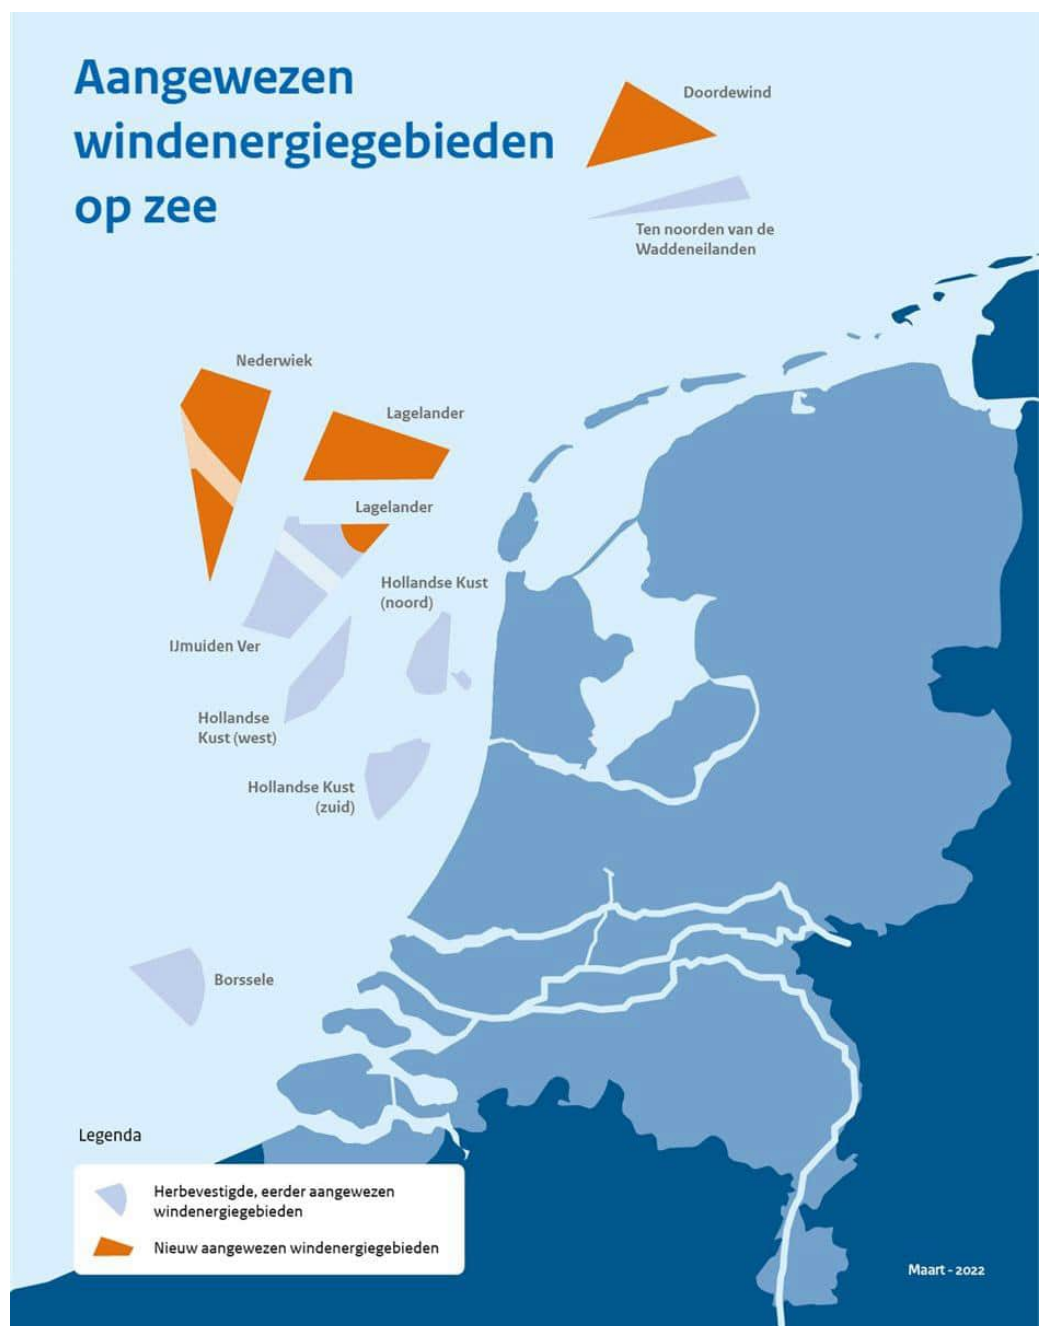 Aangewezen
windenergiegebieden
op zee
Doordewind
Ten noorden van de
Waddeneilanden
Nederwiek
Lagelander
Lagelander
Hollandse Kust
(noord)
IJmuiden Ver
Hollandse
Kust (west)
Hollandse Kust
(zuid)
Borssele
Legenda
Herbevestigde, eerder aangewezen
windenergiegebieden
Nieuw aangewezen windenergiegebieden
Maart - 2022